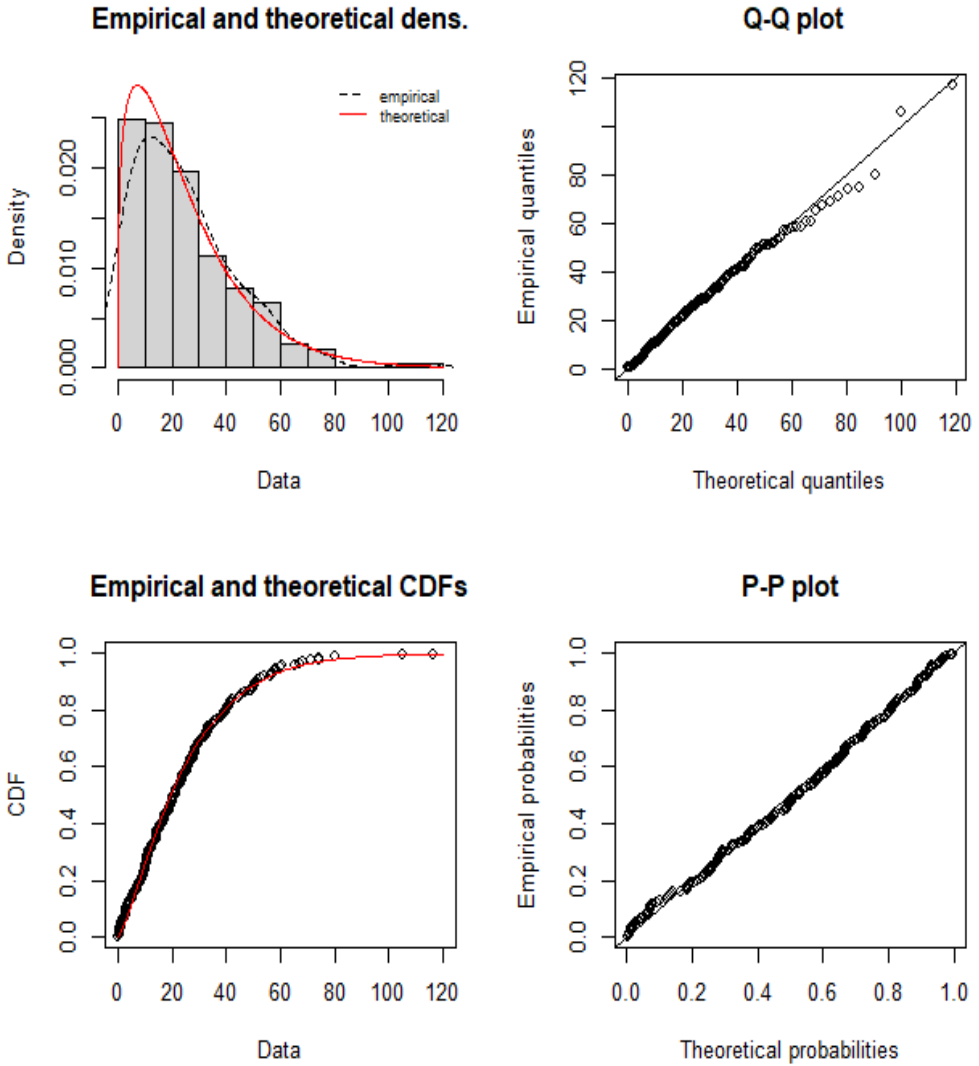 Empirical and theoretical dens.
empirical
theoretical
Density
0.000
0.010
0.020
0 20 40 60 80 100 120
Data
Q-Q plot
Empirical quantiles
0 20 40 60 80 120
0 20 40 60 80 100 120
Theoretical quantiles
Empirical and theoretical CDFs
CDF
0.0 0.2 0.4 0.6 0.8 1.0
0 20 40 60 80 100 120
Data
P-P plot
Empirical probabilities
0.0 0.2 0.4 0.6 0.8 1.0
0.0 0.2 0.4 0.6 0.8 1.0
Theoretical probabilities